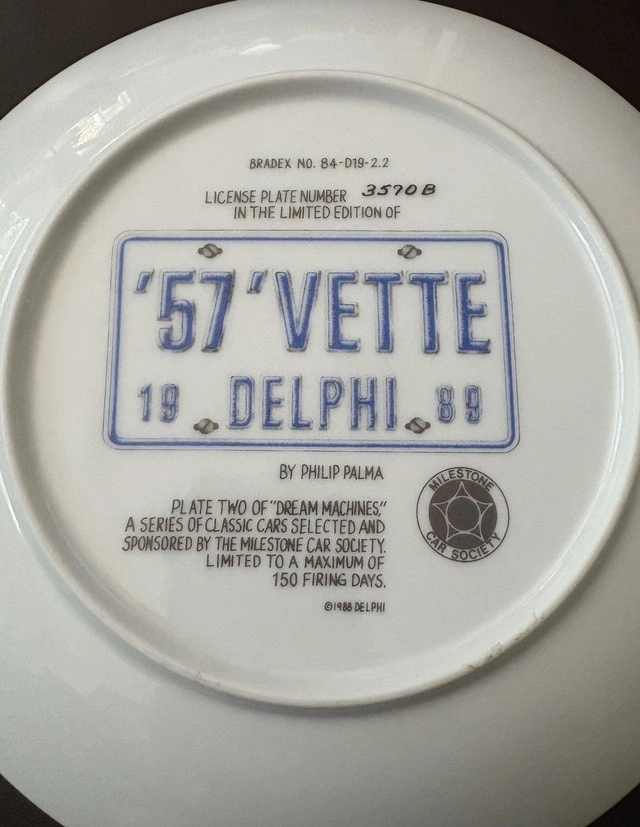 BRADEX NO. 84-D19-2.2
LICENSE PLATE NUMBER 3570B
IN THE LIMITED EDITION OF
'57 'VETTE
19 DELPHI 89
BY PHILIP PALMA
PLATE TWO OF "DREAM MACHINES,"
A SERIES OF CLASSIC CARS SELECTED AND
SPONSORED BY THE MILESTONE CAR SOCIETY.
LIMITED TO A MAXIMUM OF
150 FIRING DAYS.
©1988 DELPHI
MILESTONE
CAR SOCIETY